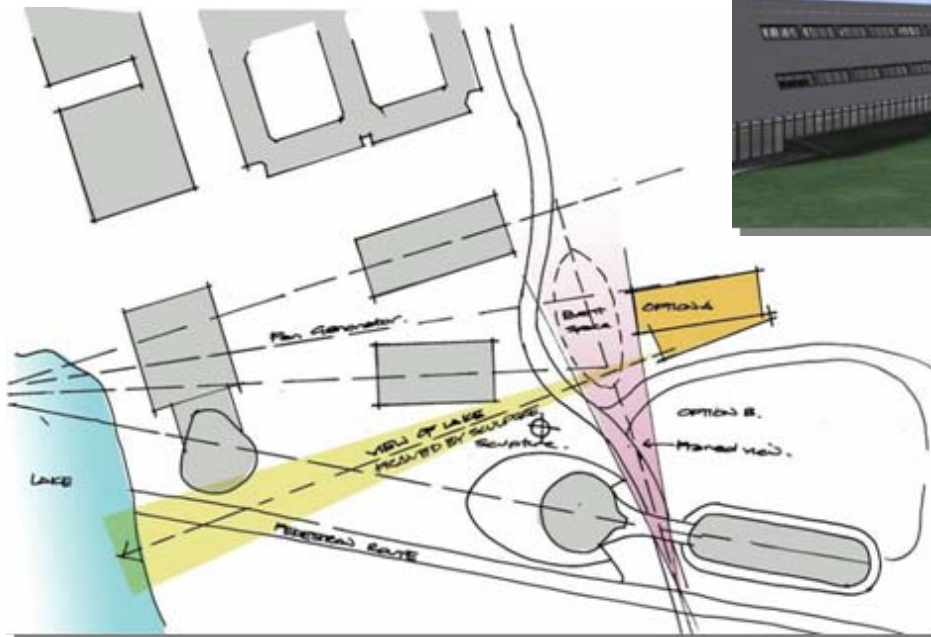 Plan Generator.
Event
Space
OPTION A
VIEW OF LAKE
FRAMED BY SCULPTURE
Sculpture.
OPTION B.
Framed view.
LAKE
PEDESTRIAN ROUTE